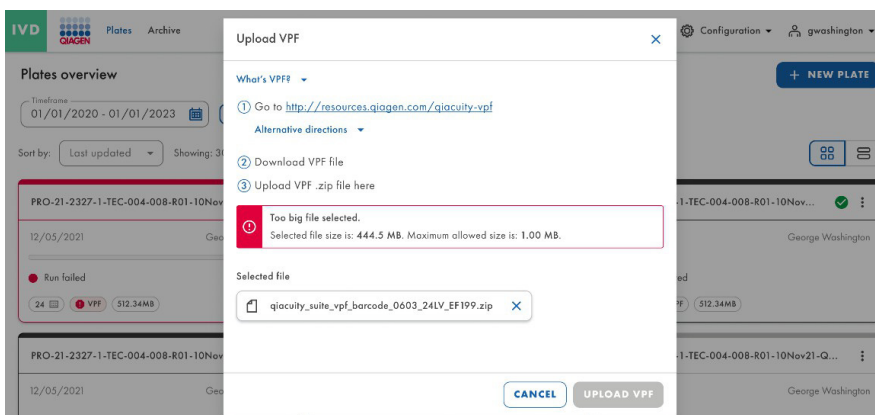 IVD
QIAGEN
Plates Archive
Configuration
gwashington
Plates overview
+ NEW PLATE
Timeframe
01/01/2020 - 01/01/2023
Sort by: Last updated Showing:
Upload VPF
What's VPF?
1 Go to http://resources.qiagen.com/qiacuity-vpf
Alternative directions
2 Download VPF file
3 Upload VPF .zip file here
Too big file selected.
Selected file size is: 444.5 MB. Maximum allowed size is: 1.00 MB.
Selected file
qiacuity_suite_vpf_barcode_0603_24LV_EF199.zip
CANCEL UPLOAD VPF
PRO-21-2327-1-TEC-004-008-R01-10Nov
12/05/2021 Geo
Run failed
24 VPF 512.34MB
PRO-21-2327-1-TEC-004-008-R01-10Nov
12/05/2021 Geo
-1-TEC-004-008-R01-10Nov...
George Washington
ed
PF 512.34MB
-1-TEC-004-008-R01-10Nov21-Q...
George Washington